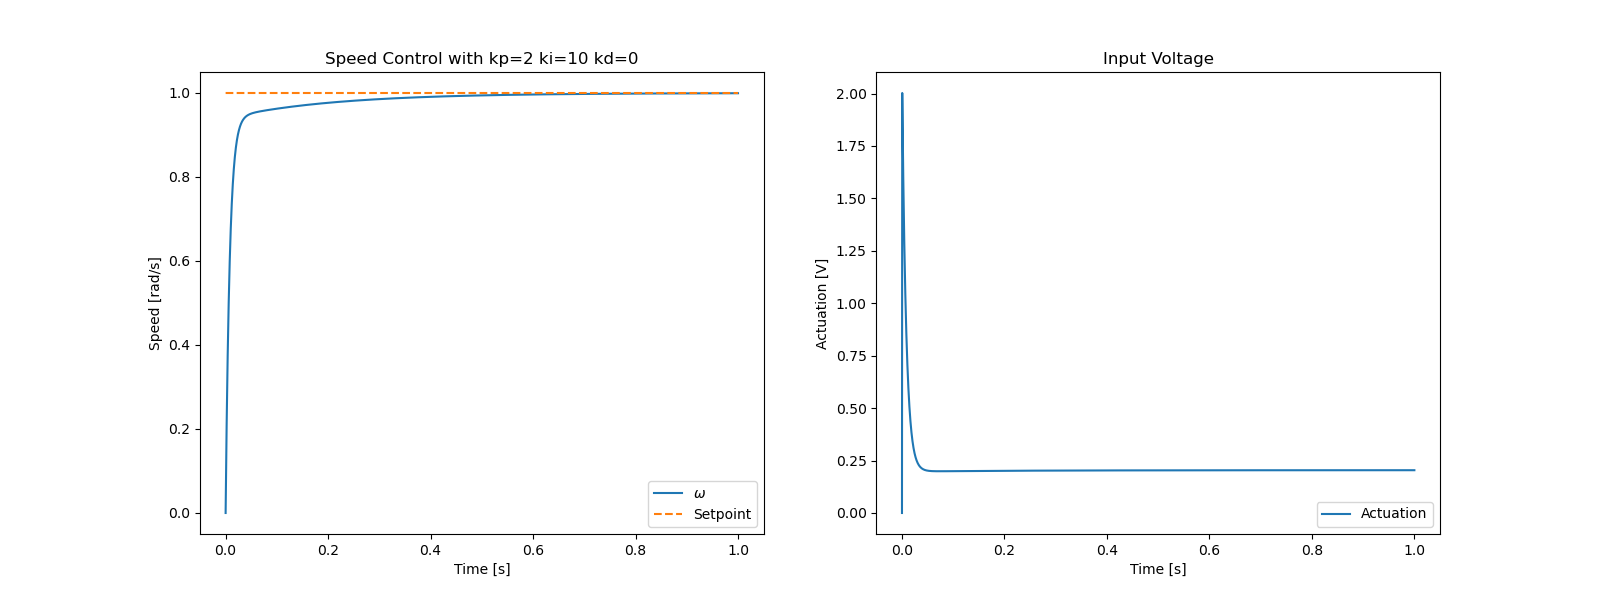 Speed Control with kp=2 ki=10 kd=0
Speed [rad/s]
1.0
0.8
0.6
0.4
0.2
0.0
0.0 0.2 0.4 0.6 0.8 1.0
Time [s]
ω
Setpoint
Input Voltage
Actuation [V]
2.00
1.75
1.50
1.25
1.00
0.75
0.50
0.25
0.00
0.0 0.2 0.4 0.6 0.8 1.0
Time [s]
Actuation